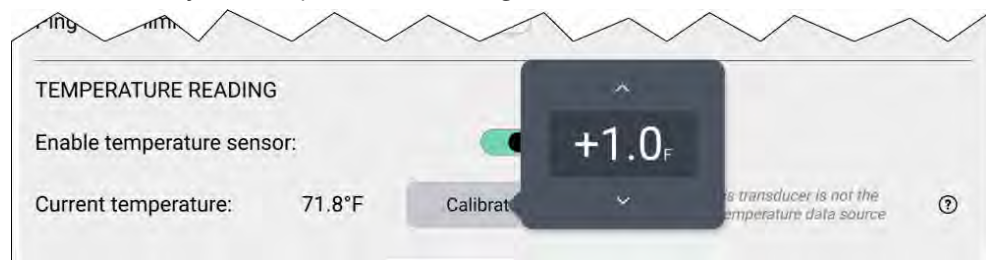 TEMPERATURE READING
Enable temperature sensor:
+1.0F
Current temperature: 71.8°F Calibrat s transducer is not the
emperature data source